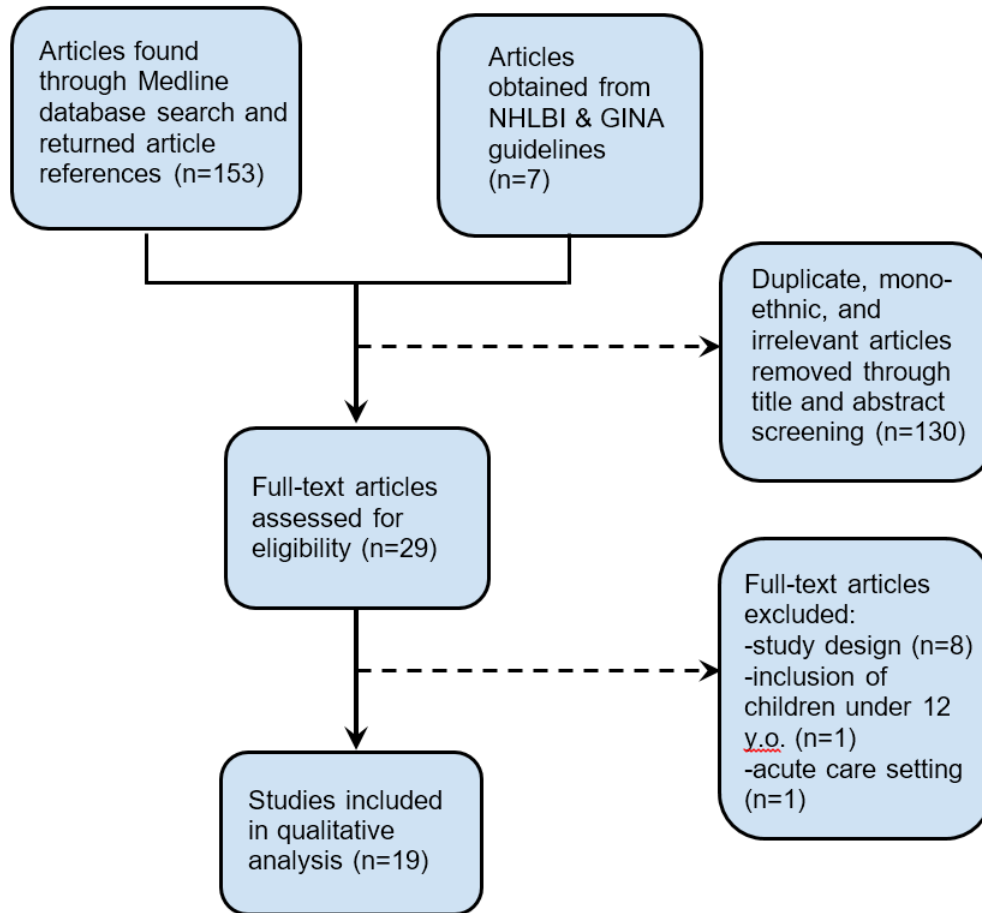 Articles found
through Medline
database search and
returned article
references (n=153)
Articles
obtained from
NHLBI & GINA
guidelines
(n=7)
Duplicate, mono-
ethnic, and
irrelevant articles
removed through
title and abstract
screening (n=130)
Full-text articles
assessed for
eligibility (n=29)
Full-text articles
excluded:
-study design (n=8)
-inclusion of
children under 12
y.o. (n=1)
-acute care setting
(n=1)
Studies included
in qualitative
analysis (n=19)